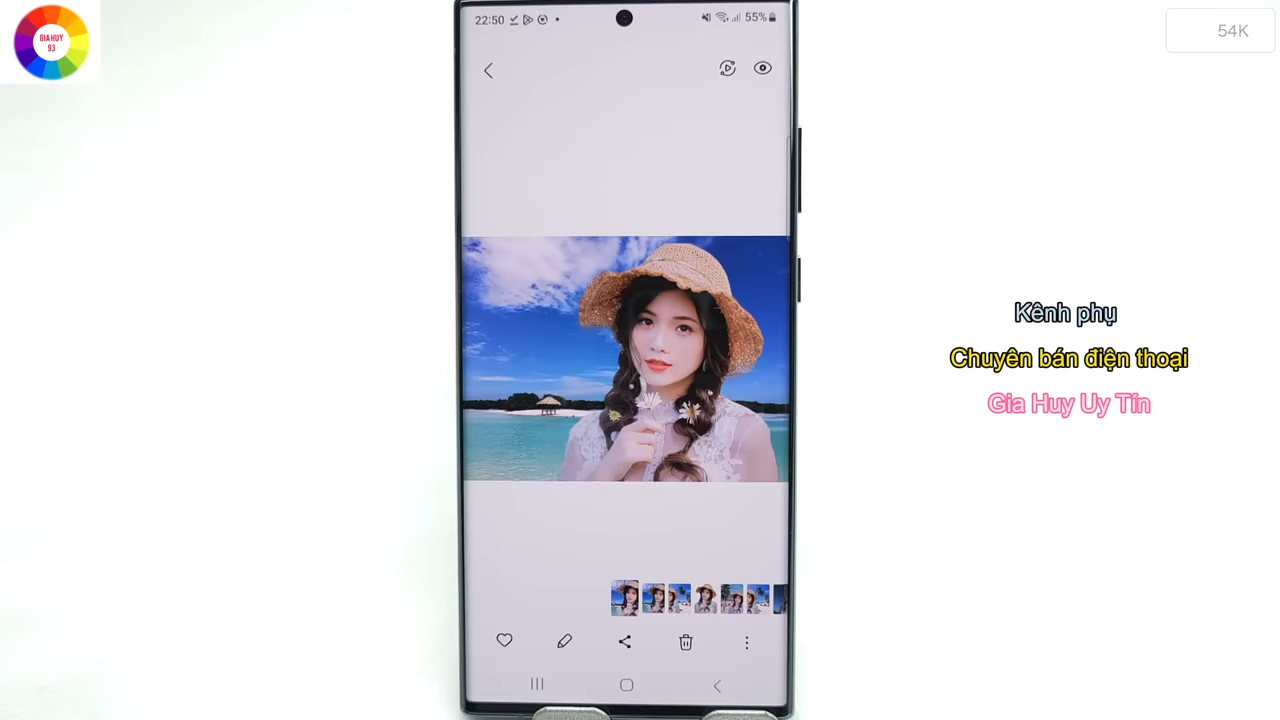 GIA HUY
93
22:50
55%
54K
Kênh phụ
Chuyên bán điện thoại
Gia Huy Uy Tín